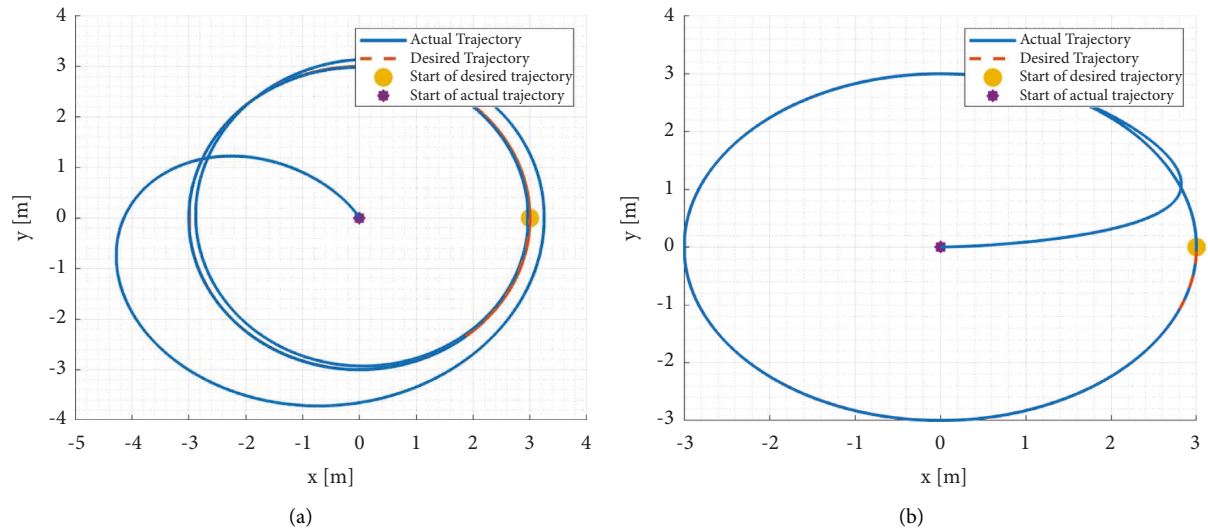 4
3
2
1
0
-1
-2
-3
-4
y [m]
-5 -4 -3 -2 -1 0 1 2 3 4
x [m]
Actual Trajectory
Desired Trajectory
Start of desired trajectory
Start of actual trajectory
(a)
4
3
2
1
0
-1
-2
-3
y [m]
-3 -2 -1 0 1 2 3
x [m]
Actual Trajectory
Desired Trajectory
Start of desired trajectory
Start of actual trajectory
(b)